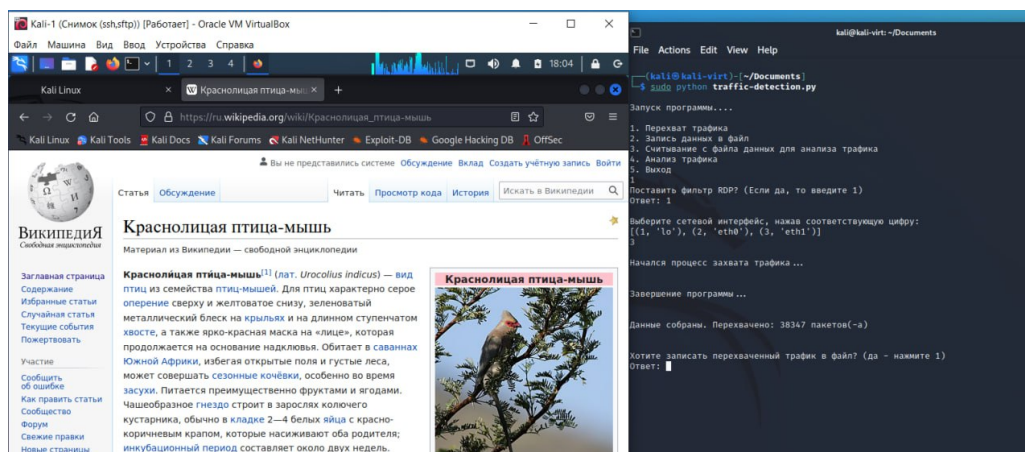 Kali-1 (Снимок (ssh,sftp)) [Работает] - Oracle VM VirtualBox
Файл Машина Вид Ввод Устройства Справка
1 2 3 4
18:04
Kali Linux
Краснолицая птица-мыш
https://ru.wikipedia.org/wiki/Краснолицая_птица-мышь
Kali Linux Kali Tools Kali Docs Kali Forums Kali NetHunter Exploit-DB Google Hacking DB OffSec
Вы не представились системе Обсуждение Вклад Создать учётную запись Войти
Статья Обсуждение Читать Просмотр кода История Искать в Википедии
ВИКИПЕДИЯ
Свободная энциклопедия
Заглавная страница
Содержание
Избранные статьи
Случайная статья
Текущие события
Пожертвовать
Участие
Сообщить
об ошибке
Как править статьи
Сообщество
Форум
Свежие правки
Новые страницы
Краснолицая птица-мышь
Материал из Википедии — свободной энциклопедии
Краснолицая птица-мышь[1] (лат. Urocolius indicus) — вид
птиц из семейства птиц-мышей. Для птиц характерно серое
оперение сверху и желтоватое снизу, зеленоватый
металлический блеск на крыльях и на длинном ступенчатом
хвосте, а также ярко-красная маска на «лице», которая
продолжается на основание надклювья. Обитает в саваннах
Южной Африки, избегая открытые поля и густые леса,
может совершать сезонные кочёвки, особенно во время
засухи. Питается преимущественно фруктами и ягодами.
Чашеобразное гнездо строит в зарослях колючего
кустарника, обычно в кладке 2—4 белых яйца с красно-
коричневым крапом, которые насиживают оба родителя;
инкубационный период составляет около двух недель.
Краснолицая птица-мышь
kali@kali-virt: ~/Documents
File Actions Edit View Help
(kali㉿kali-virt)-[~/Documents]
$ sudo python traffic-detection.py
Запуск программы....
1. Перехват трафика
2. Запись данных в файл
3. Считывание с файла данных для анализа трафика
4. Анализ трафика
5. Выход
1
Поставить фильтр RDP? (Если да, то введите 1)
Ответ: 1
Выберите сетевой интерфейс, нажав соответствующую цифру:
[(1, 'lo'), (2, 'eth0'), (3, 'eth1')]
3
Начался процесс захвата трафика...
Завершение программы...
Данные собраны. Перехвачено: 38347 пакетов(-а)
Хотите записать перехваченный трафик в файл? (да - нажмите 1)
Ответ: